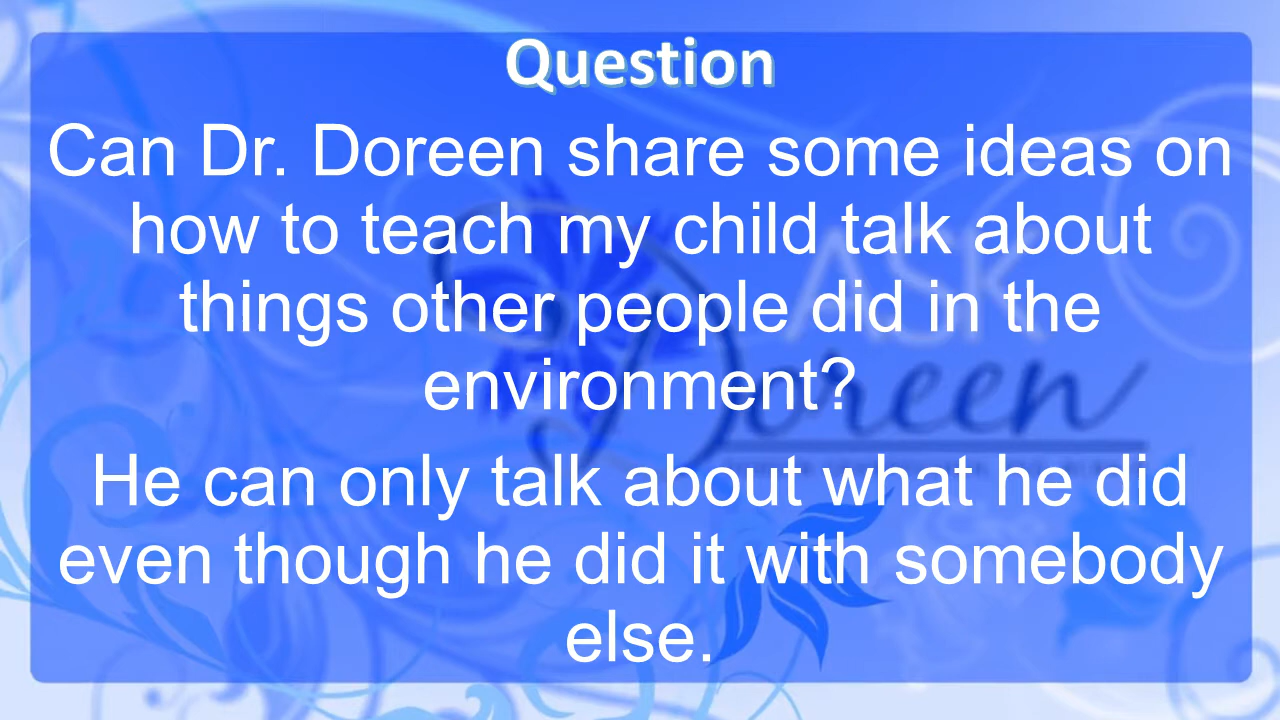 Question
Can Dr. Doreen share some ideas on
how to teach my child talk about
things other people did in the
environment?
He can only talk about what he did
even though he did it with somebody
else.
ASK
Doreen